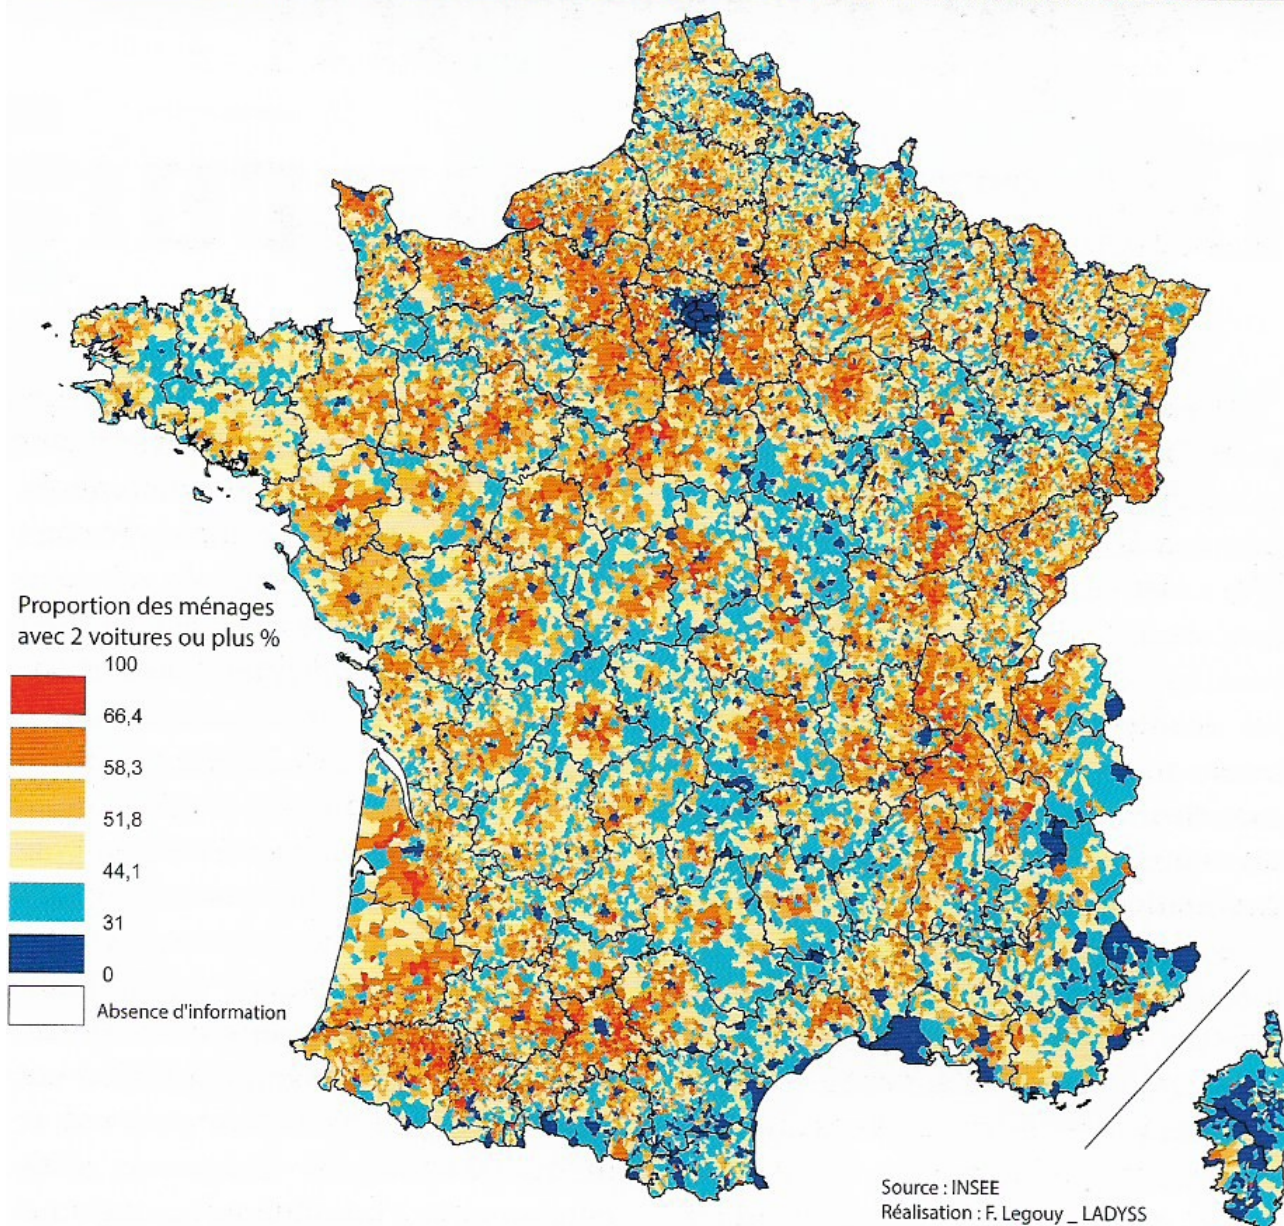 Proportion des ménages
avec 2 voitures ou plus %
100
66,4
58,3
51,8
44,1
31
0
Absence d'information
Source : INSEE
Réalisation : F. Legouy _ LADYSS